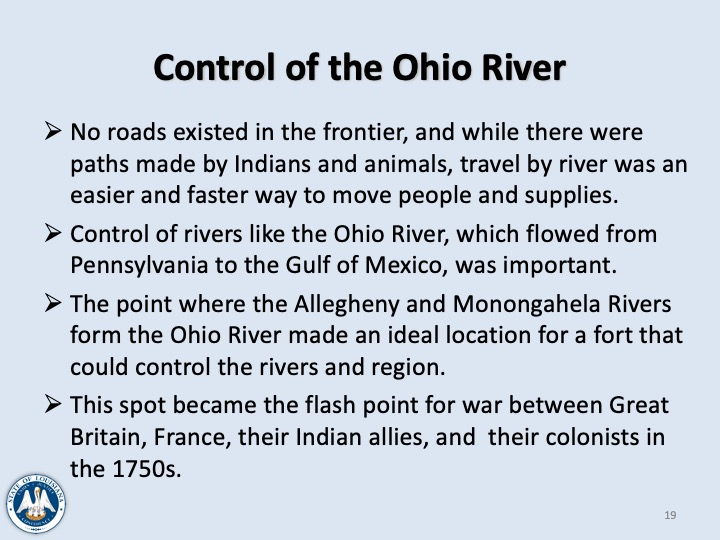 Control of the Ohio River
➢ No roads existed in the frontier, and while there were
paths made by Indians and animals, travel by river was an
easier and faster way to move people and supplies.
➢ Control of rivers like the Ohio River, which flowed from
Pennsylvania to the Gulf of Mexico, was important.
➢ The point where the Allegheny and Monongahela Rivers
form the Ohio River made an ideal location for a fort that
could control the rivers and region.
➢ This spot became the flash point for war between Great
Britain, France, their Indian allies, and  their colonists in
the 1750s.
STATE OF LOUISIANA
19